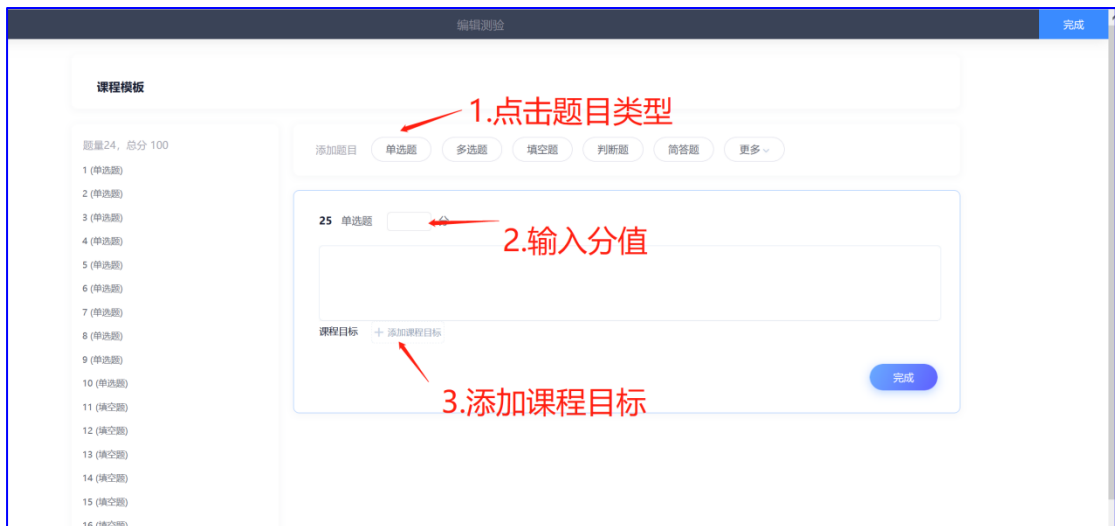 编辑测验
完成
课程模板
1.点击题目类型
题量24, 总分 100
添加题目 单选题 多选题 填空题 判断题 简答题 更多
1 (单选题)
2 (单选题)
3 (单选题)
4 (单选题)
5 (单选题)
6 (单选题)
7 (单选题)
8 (单选题)
9 (单选题)
10 (单选题)
11 (填空题)
12 (填空题)
13 (填空题)
14 (填空题)
15 (填空题)
16 (填空题)
25 单选题 分
2.输入分值
课程目标 + 添加课程目标
完成
3.添加课程目标